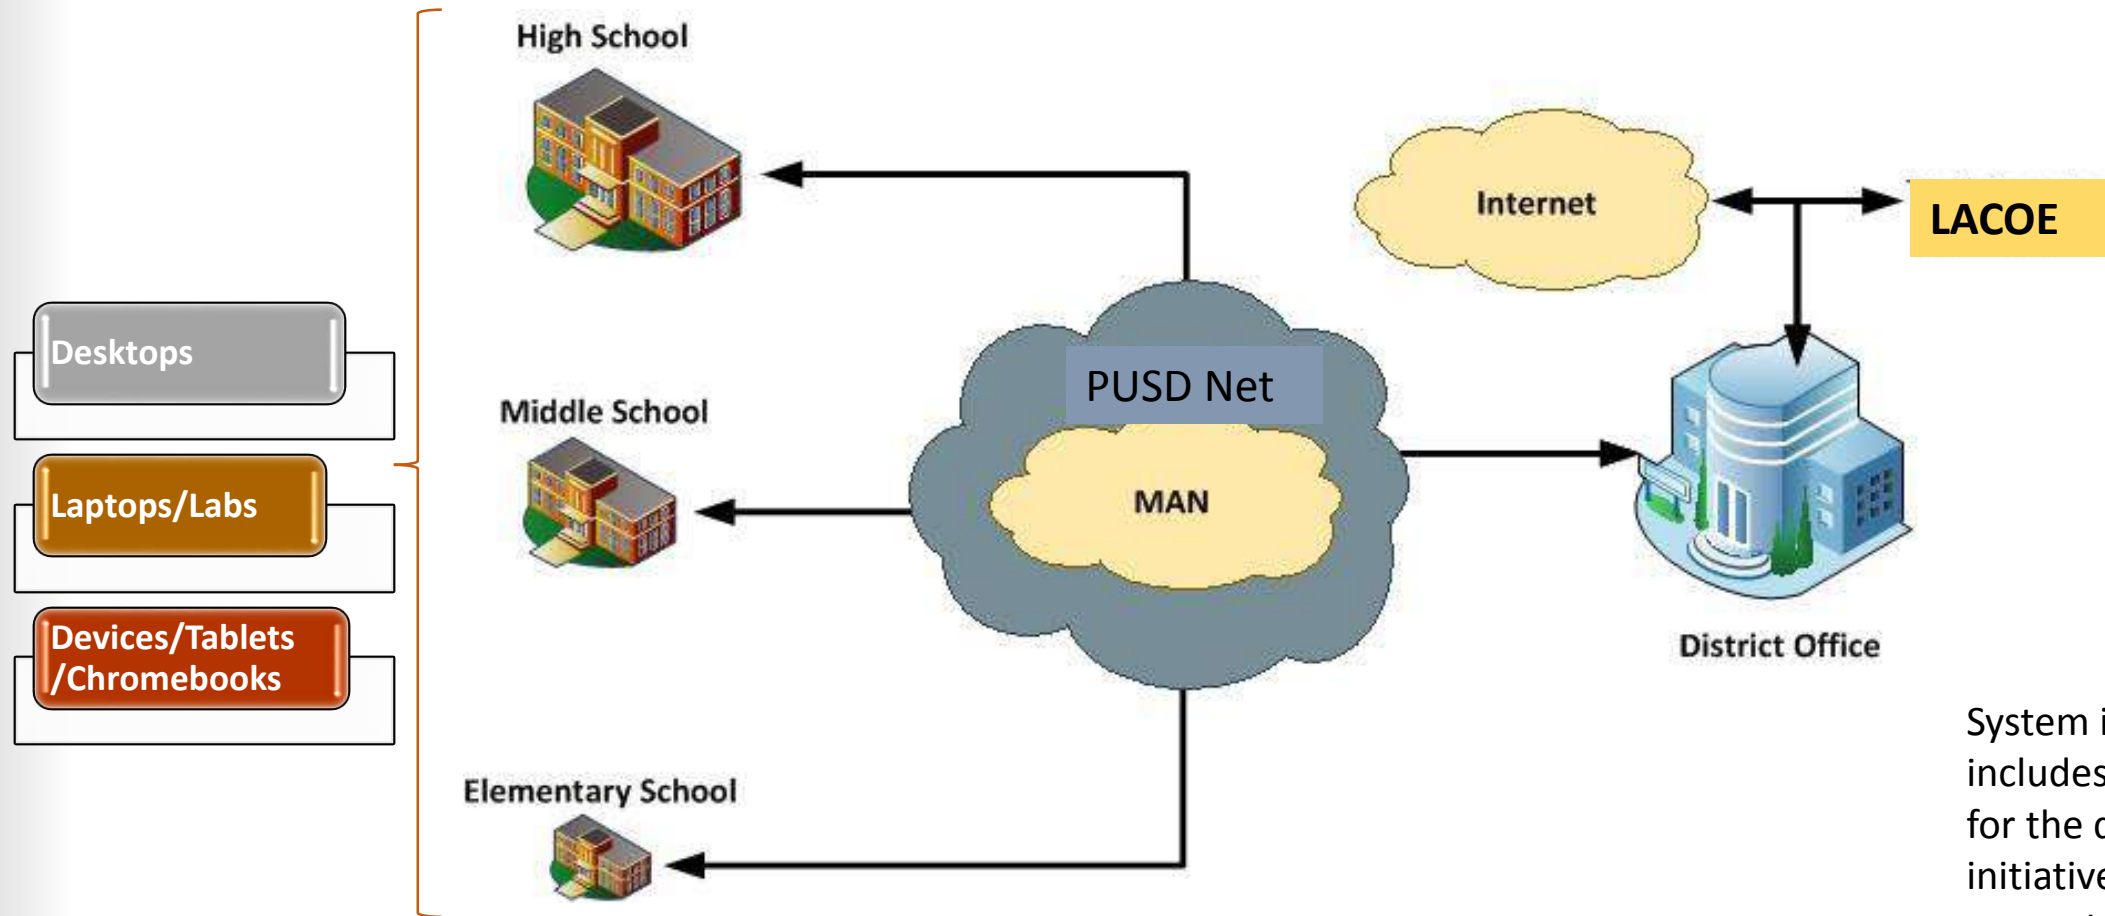 High School
Internet
LACOE
Desktops
PUSD Net
Middle School
Laptops/Labs
MAN
Devices/Tablets
/Chromebooks
District Office
Elementary School
System
includes
for the
initiative